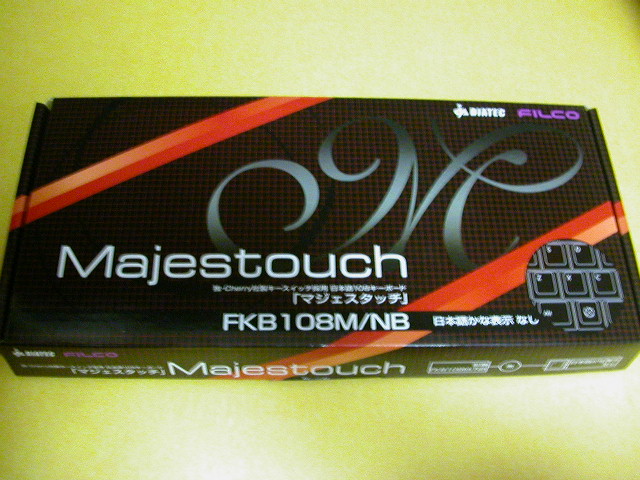 DIATEC FILCO
Majestouch
独・Cherry社製キースイッチ採用 日本語108キーボード
「マジェスタッチ」
FKB108M/NB
日本語かな表示 なし
DIATEC FILCO
「マジェスタッチ」 Majestouch